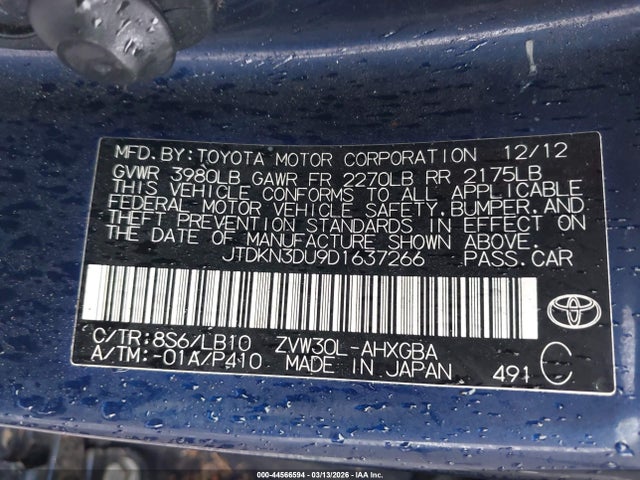 MFD. BY: TOYOTA MOTOR CORPORATION 12/12
GVWR 3980LB GAWR FR 2270LB RR 2175LB
THIS VEHICLE CONFORMS TO ALL APPLICABLE
FEDERAL MOTOR VEHICLE SAFETY, BUMPER, AND
THEFT PREVENTION STANDARDS IN EFFECT ON
THE DATE OF MANUFACTURE SHOWN ABOVE.
JTDKN3DU9D1637266 PASS. CAR
C/TR: 8S6/LB10 ZVW30L-AHXGBA
A/TM: -01A/P410 MADE IN JAPAN 491 C
TOYOTA
000-44566594 - 03/13/2026 - IAA Inc.